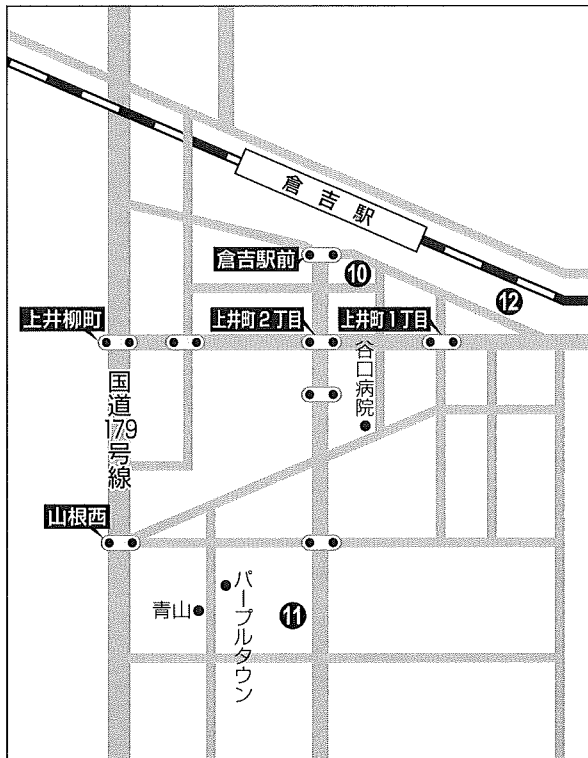 倉吉駅
倉吉駅前
10
12
上井柳町
上井町2丁目
上井町1丁目
谷口病院
国道179号線
山根西
パープルタウン
青山
11